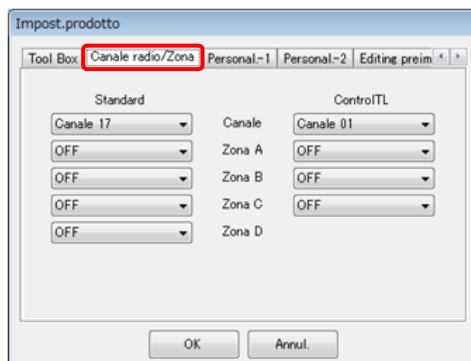 Impost.prodotto
Tool Box Canale radio/Zona Personal.-1 Personal.-2 Editing preim
Standard ControlTL
Canale 17 Canale Canale 01
OFF Zona A OFF
OFF Zona B OFF
OFF Zona C OFF
OFF Zona D
OK Annul.